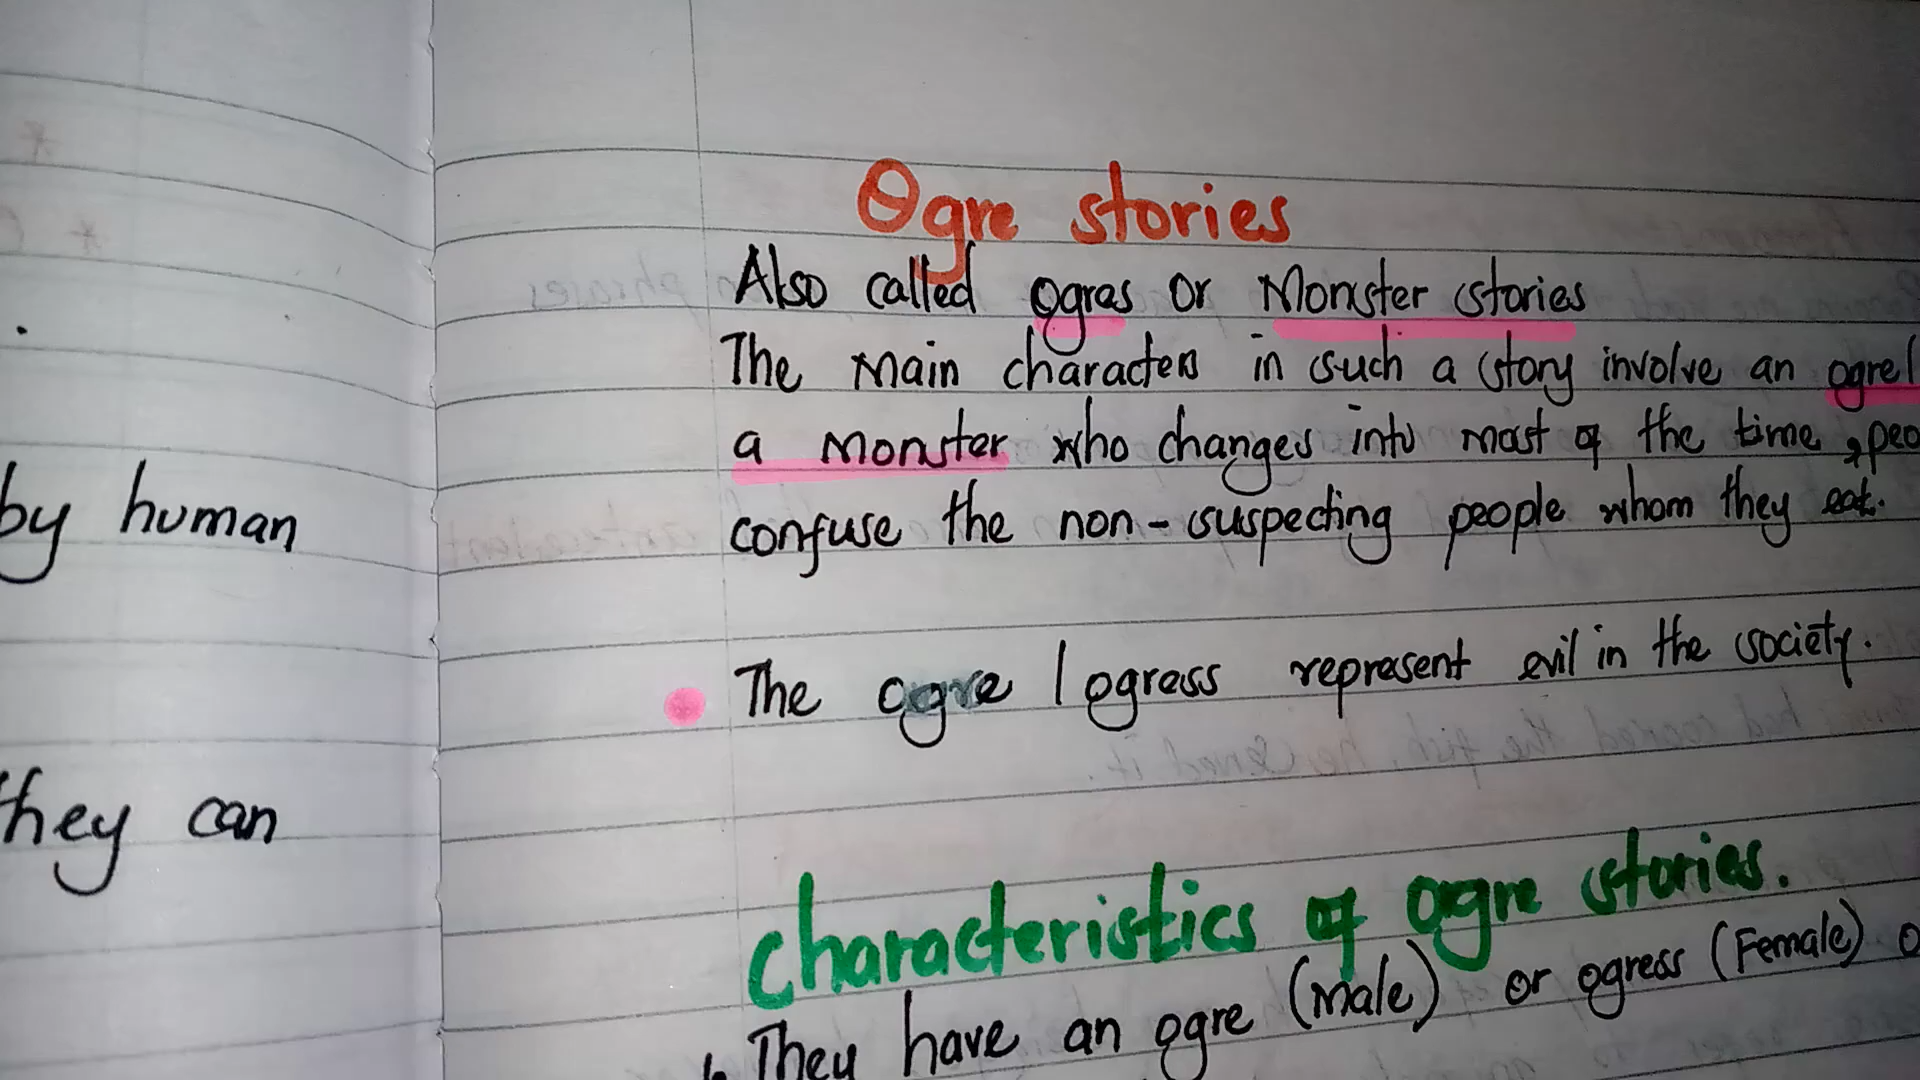 by human
they can
Ogre stories
Also called ogres or Monster stories
The main characters in such a story involve an ogre/
a monster who changes into most of the time, peo
confuse the non-suspecting people whom they eat.
The ogre / ogress represent evil in the society.
characteristics of ogre stories.
They have an ogre (male) or ogress (Female) o